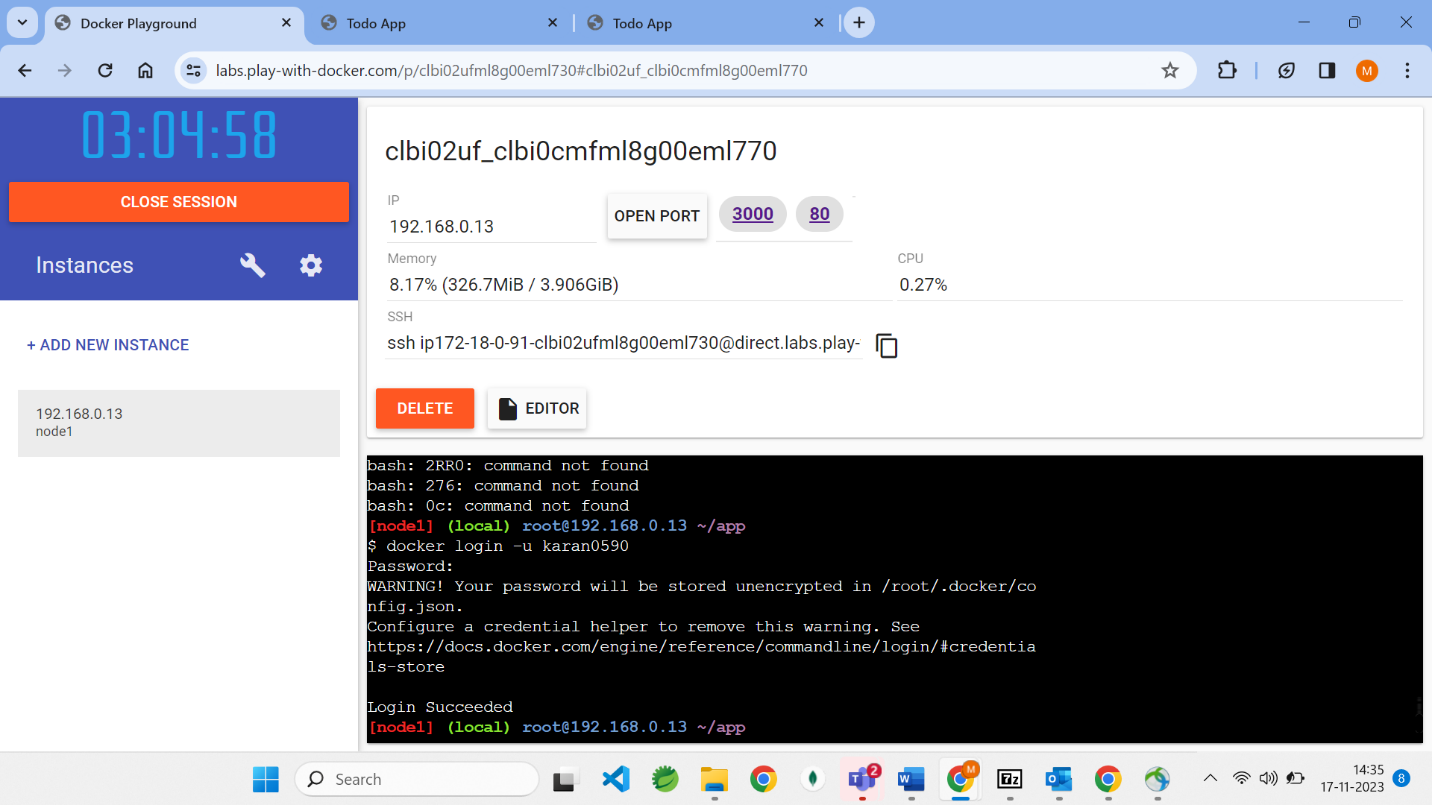 Docker Playground
Todo App
Todo App
labs.play-with-docker.com/p/clbi02ufml8g00eml730#clbi02uf_clbi0cmfml8g00eml770
M
03:04:58
CLOSE SESSION
Instances
+ ADD NEW INSTANCE
192.168.0.13
node1
clbi02uf_clbi0cmfml8g00eml770
IP
192.168.0.13
OPEN PORT
3000
80
Memory
8.17% (326.7MiB / 3.906GiB)
CPU
0.27%
SSH
ssh ip172-18-0-91-clbi02ufml8g00eml730@direct.labs.play-
DELETE
EDITOR
bash: 2RR0: command not found
bash: 276: command not found
bash: 0c: command not found
[node1] (local) root@192.168.0.13 ~/app
$ docker login -u karan0590
Password:
WARNING! Your password will be stored unencrypted in /root/.docker/co
nfig.json.
Configure a credential helper to remove this warning. See
https://docs.docker.com/engine/reference/commandline/login/#credentia
ls-store
Login Succeeded
[node1] (local) root@192.168.0.13 ~/app
Search
2
W
M
Tz
14:35
17-11-2023
8